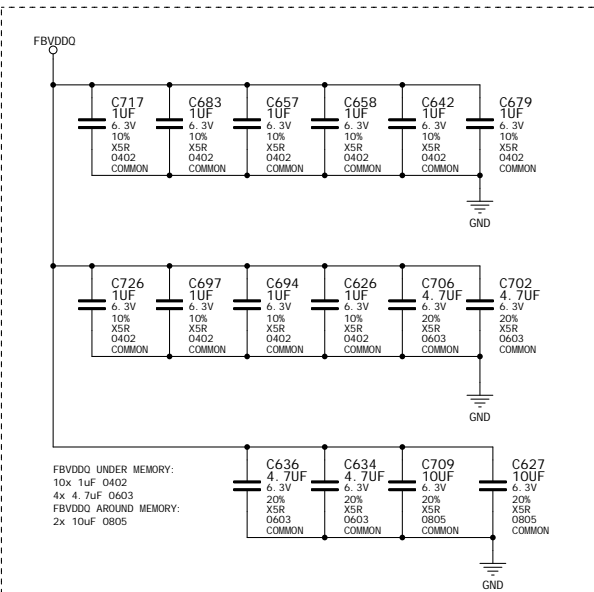 FBVDDQ
C717
1UF
6.3V
10%
X5R
0402
COMMON
C683
1UF
6.3V
10%
X5R
0402
COMMON
C657
1UF
6.3V
10%
X5R
0402
COMMON
C658
1UF
6.3V
10%
X5R
0402
COMMON
C642
1UF
6.3V
10%
X5R
0402
COMMON
C679
1UF
6.3V
10%
X5R
0402
COMMON
GND
C726
1UF
6.3V
10%
X5R
0402
COMMON
C697
1UF
6.3V
10%
X5R
0402
COMMON
C694
1UF
6.3V
10%
X5R
0402
COMMON
C626
1UF
6.3V
10%
X5R
0402
COMMON
C706
4.7UF
6.3V
20%
X5R
0603
COMMON
C702
4.7UF
6.3V
20%
X5R
0603
COMMON
GND
FBVDDQ UNDER MEMORY:
10x 1uF 0402
4x 4.7uF 0603
FBVDDQ AROUND MEMORY:
2x 10uF 0805
C636
4.7UF
6.3V
20%
X5R
0603
COMMON
C634
4.7UF
6.3V
20%
X5R
0603
COMMON
C709
10UF
6.3V
20%
X5R
0805
COMMON
C627
10UF
6.3V
20%
X5R
0805
COMMON
GND